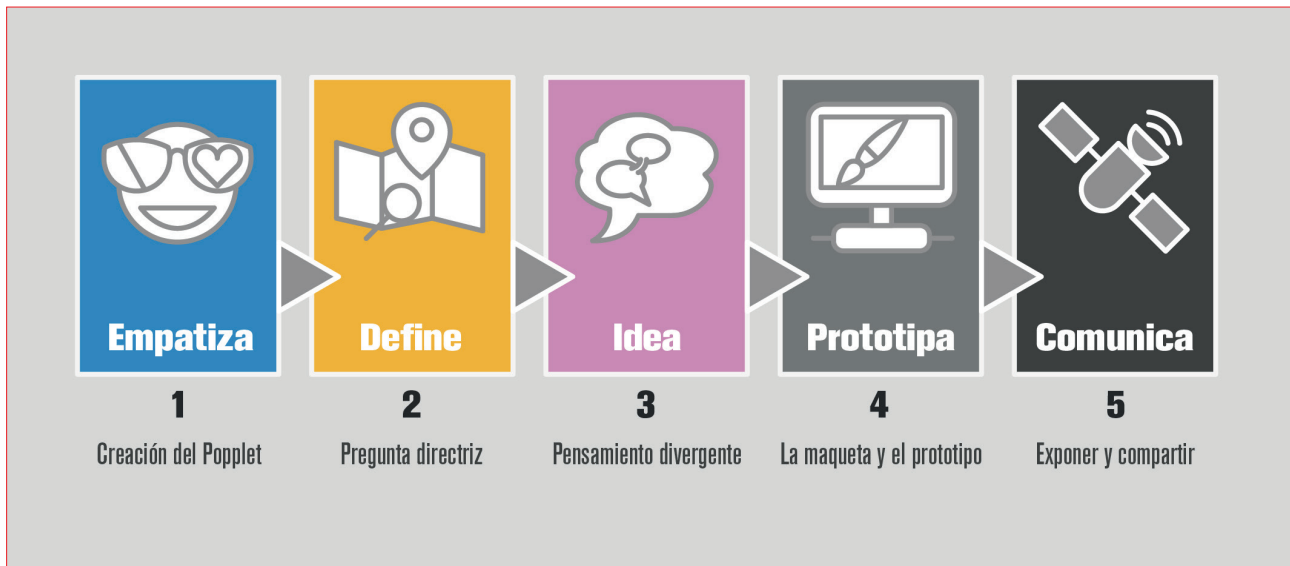 Empatiza
Define
Idea
Prototipa
Comunica
1
2
3
4
5
Creación del Popplet
Pregunta directriz
Pensamiento divergente
La maqueta y el prototipo
Exponer y compartir